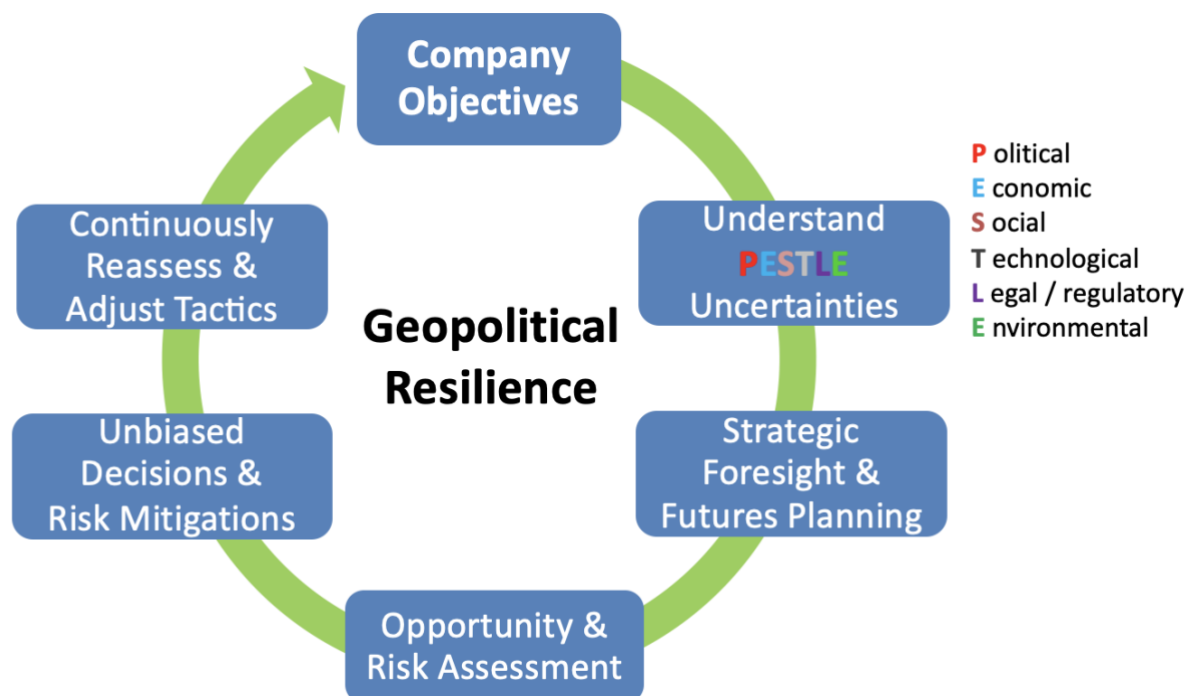 Company
Objectives
Understand
PESTLE
Uncertainties
P olitical
E conomic
S ocial
T echnological
L egal / regulatory
E nvironmental
Strategic
Foresight &
Futures Planning
Opportunity &
Risk Assessment
Unbiased
Decisions &
Risk Mitigations
Continuously
Reassess &
Adjust Tactics
Geopolitical
Resilience